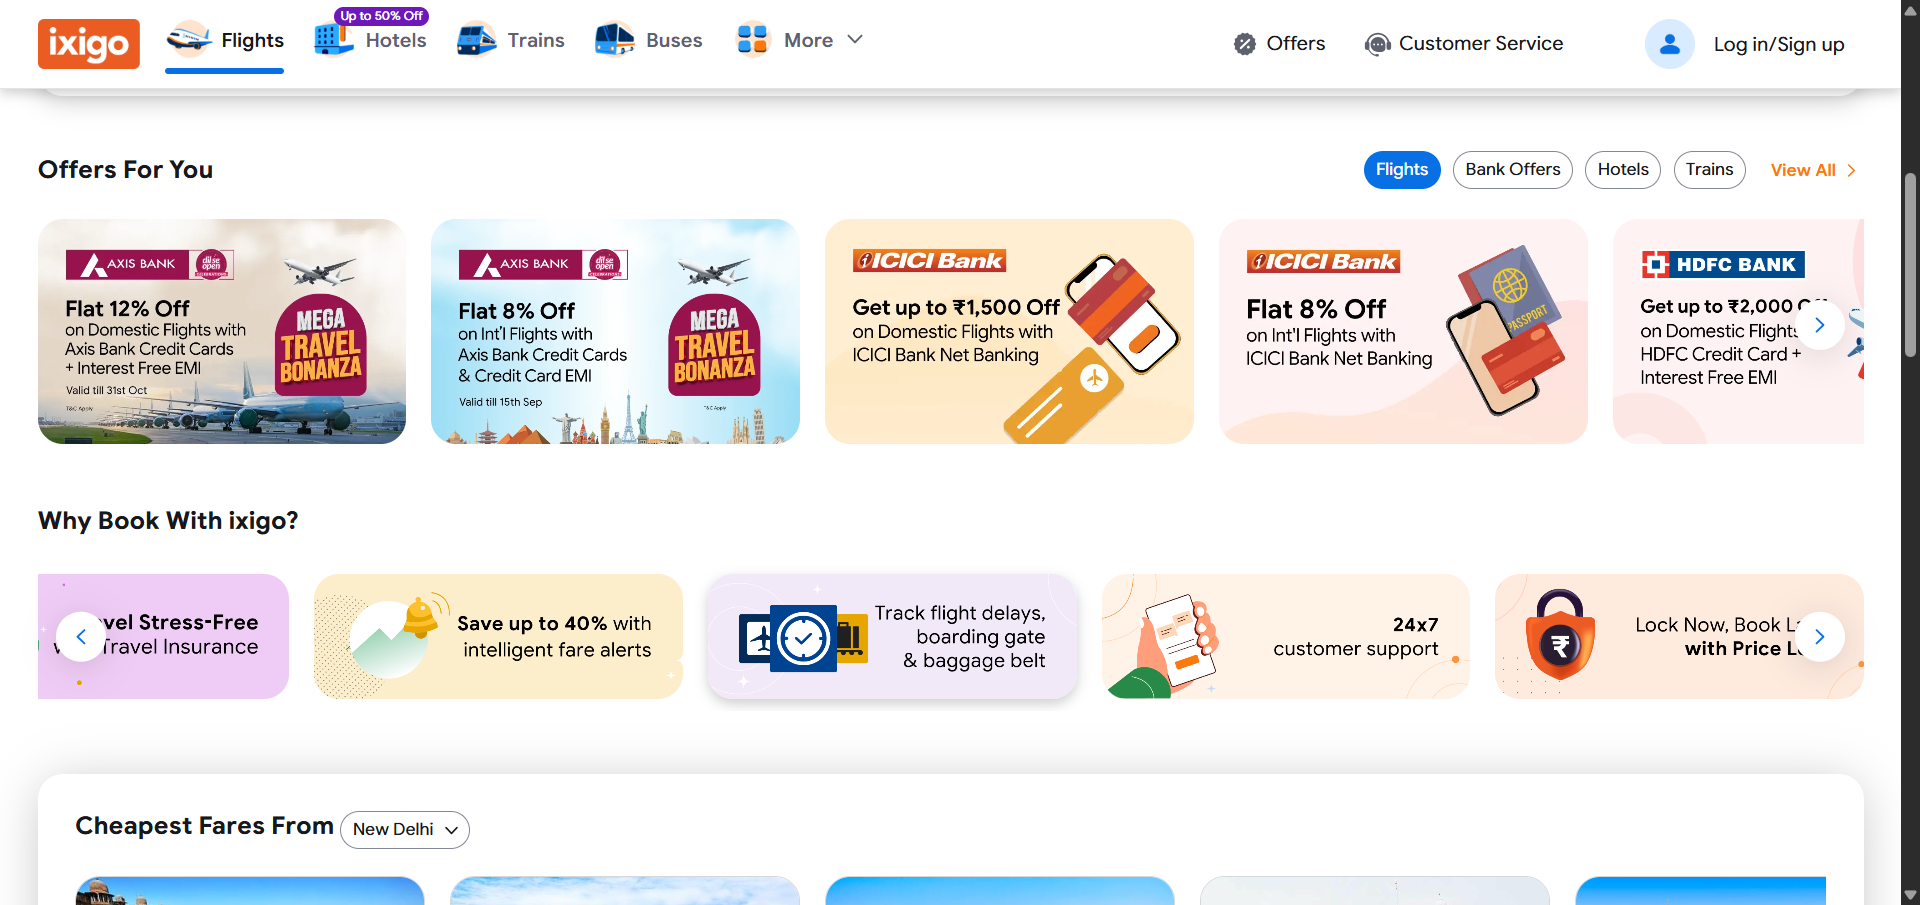 ixigo
Flights
Up to 50% Off
Hotels
Trains
Buses
More
Offers
Customer Service
Log in/Sign up
Offers For You
Flights
Bank Offers
Hotels
Trains
View All
AXIS BANK
dil se
open
Flat 12% Off
on Domestic Flights with
Axis Bank Credit Cards
+ Interest Free EMI
Valid till 31st Oct
T&C Apply
MEGA
TRAVEL
BONANZA
AXIS BANK
dil se
open
Flat 8% Off
on Int'l Flights with
Axis Bank Credit Cards
& Credit Card EMI
Valid till 15th Sep
MEGA
TRAVEL
BONANZA
T&C Apply
ICICI Bank
Get up to ₹1,500 Off
on Domestic Flights with
ICICI Bank Net Banking
ICICI Bank
Flat 8% Off
on Int'l Flights with
ICICI Bank Net Banking
PASSPORT
HDFC BANK
Get up to ₹2,000
on Domestic Flights
HDFC Credit Card +
Interest Free EMI
Why Book With ixigo?
vel Stress-Free
Travel Insurance
Save up to 40% with
intelligent fare alerts
Track flight delays,
boarding gate
& baggage belt
24x7
customer support
₹
Lock Now, Book L
with Price L
Cheapest Fares From
New Delhi